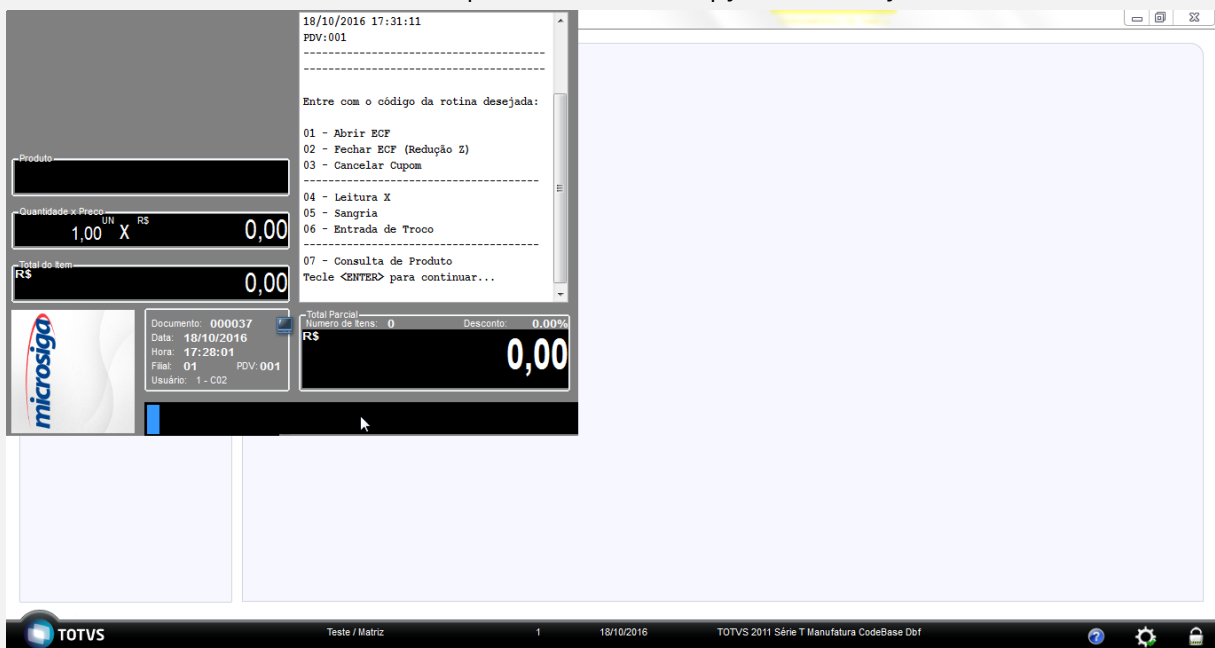 18/10/2016 17:31:11
PDV:001
---------------------------------------
---------------------------------------
Entre com o código da rotina desejada:
01 - Abrir ECF
02 - Fechar ECF (Redução Z)
03 - Cancelar Cupom
--------------------------------------
04 - Leitura X
05 - Sangria
06 - Entrada de Troco
--------------------------------------
07 - Consulta de Produto
Tecle <ENTER> para continuar...
Produto
Quantidade x Preco
1,00 UN X R$ 0,00
Total do Item
R$ 0,00
microsiga
Documento: 000037
Data: 18/10/2016
Hora: 17:28:01
Filial: 01 PDV: 001
Usuário: 1 - C02
Total Parcial
Numero de Itens: 0 Desconto: 0.00%
R$ 0,00
TOTVS Teste / Matriz 1 18/10/2016 TOTVS 2011 Série T Manufatura CodeBase Dbf